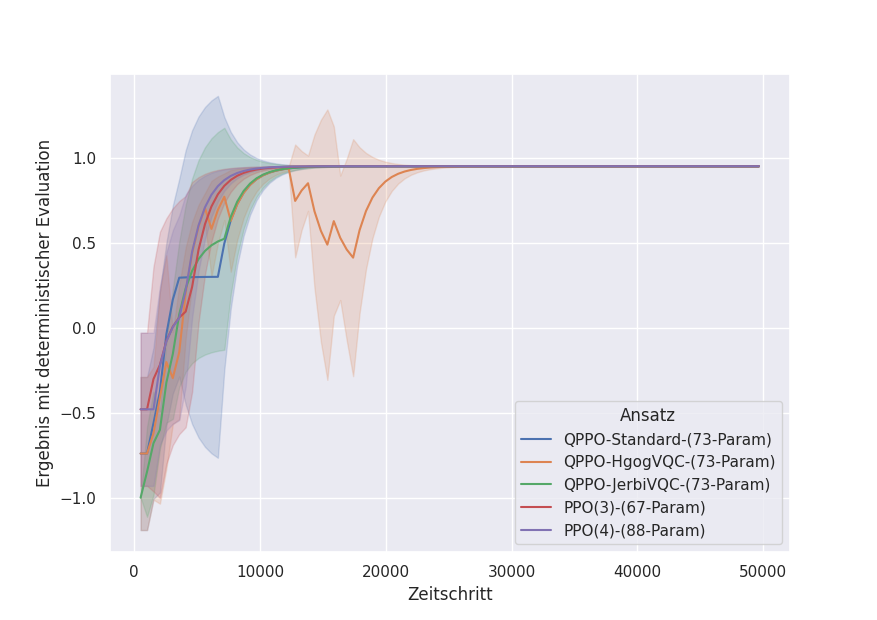 1.0
0.5
0.0
−0.5
−1.0
Ergebnis mit deterministischer Evaluation
Ansatz
QPPO-Standard-(73-Param)
QPPO-HgogVQC-(73-Param)
QPPO-JerbiVQC-(73-Param)
PPO(3)-(67-Param)
PPO(4)-(88-Param)
0 10000 20000 30000 40000 50000
Zeitschritt